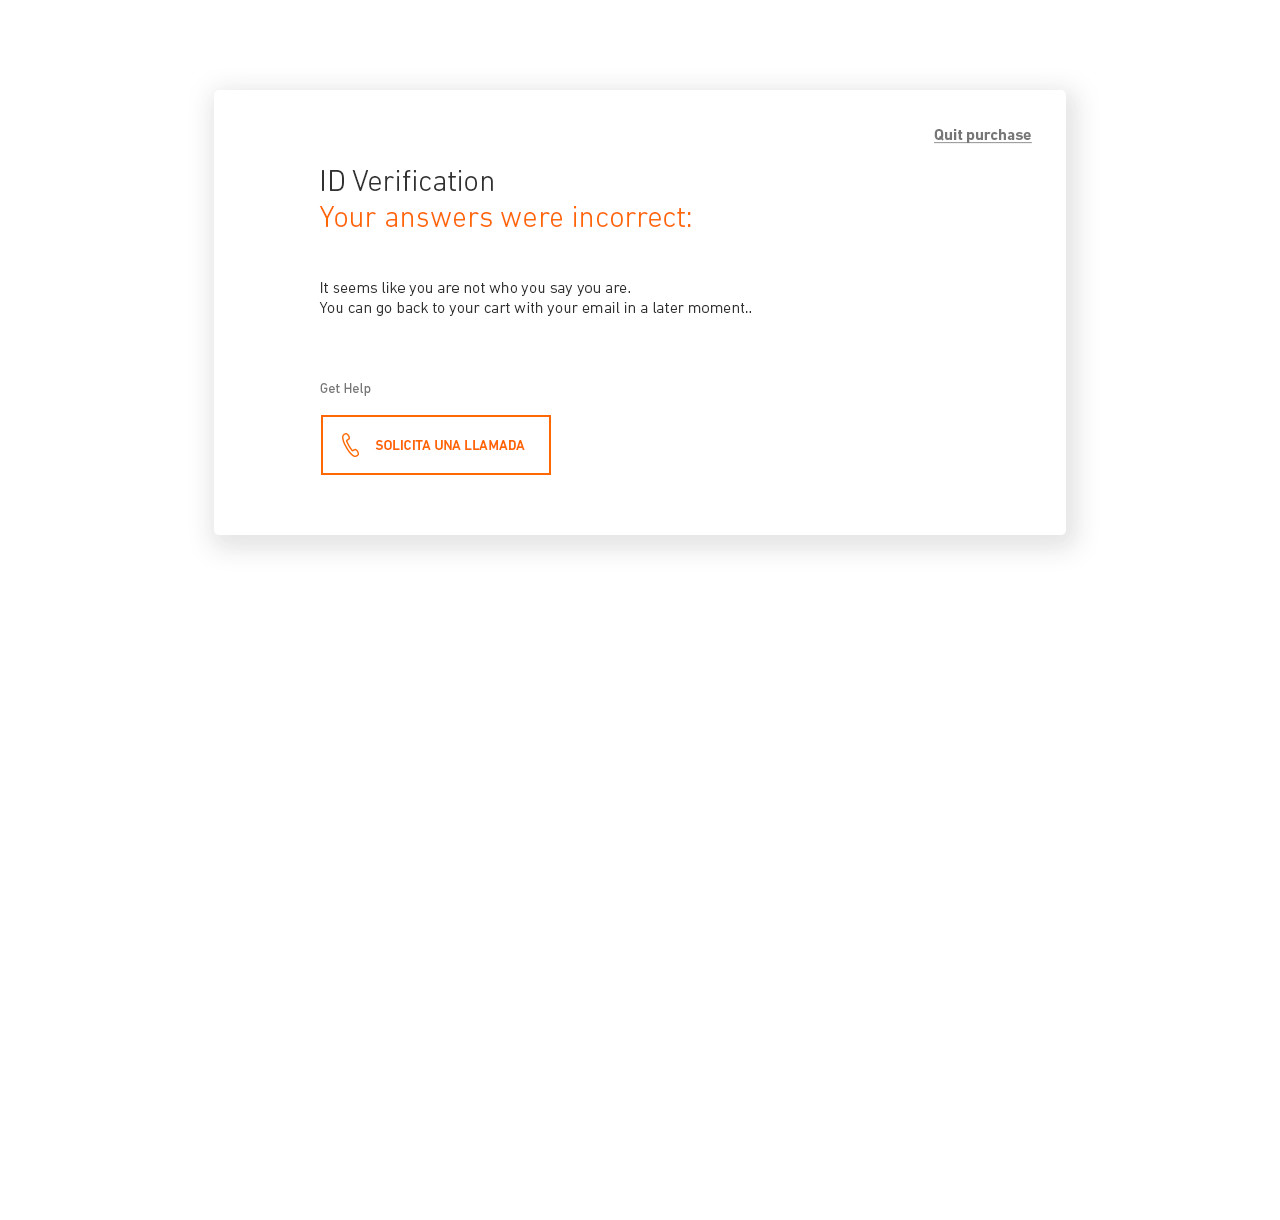 Quit purchase
ID Verification
Your answers were incorrect:
It seems like you are not who you say you are.
You can go back to your cart with your email in a later moment..
Get Help
SOLICITA UNA LLAMADA